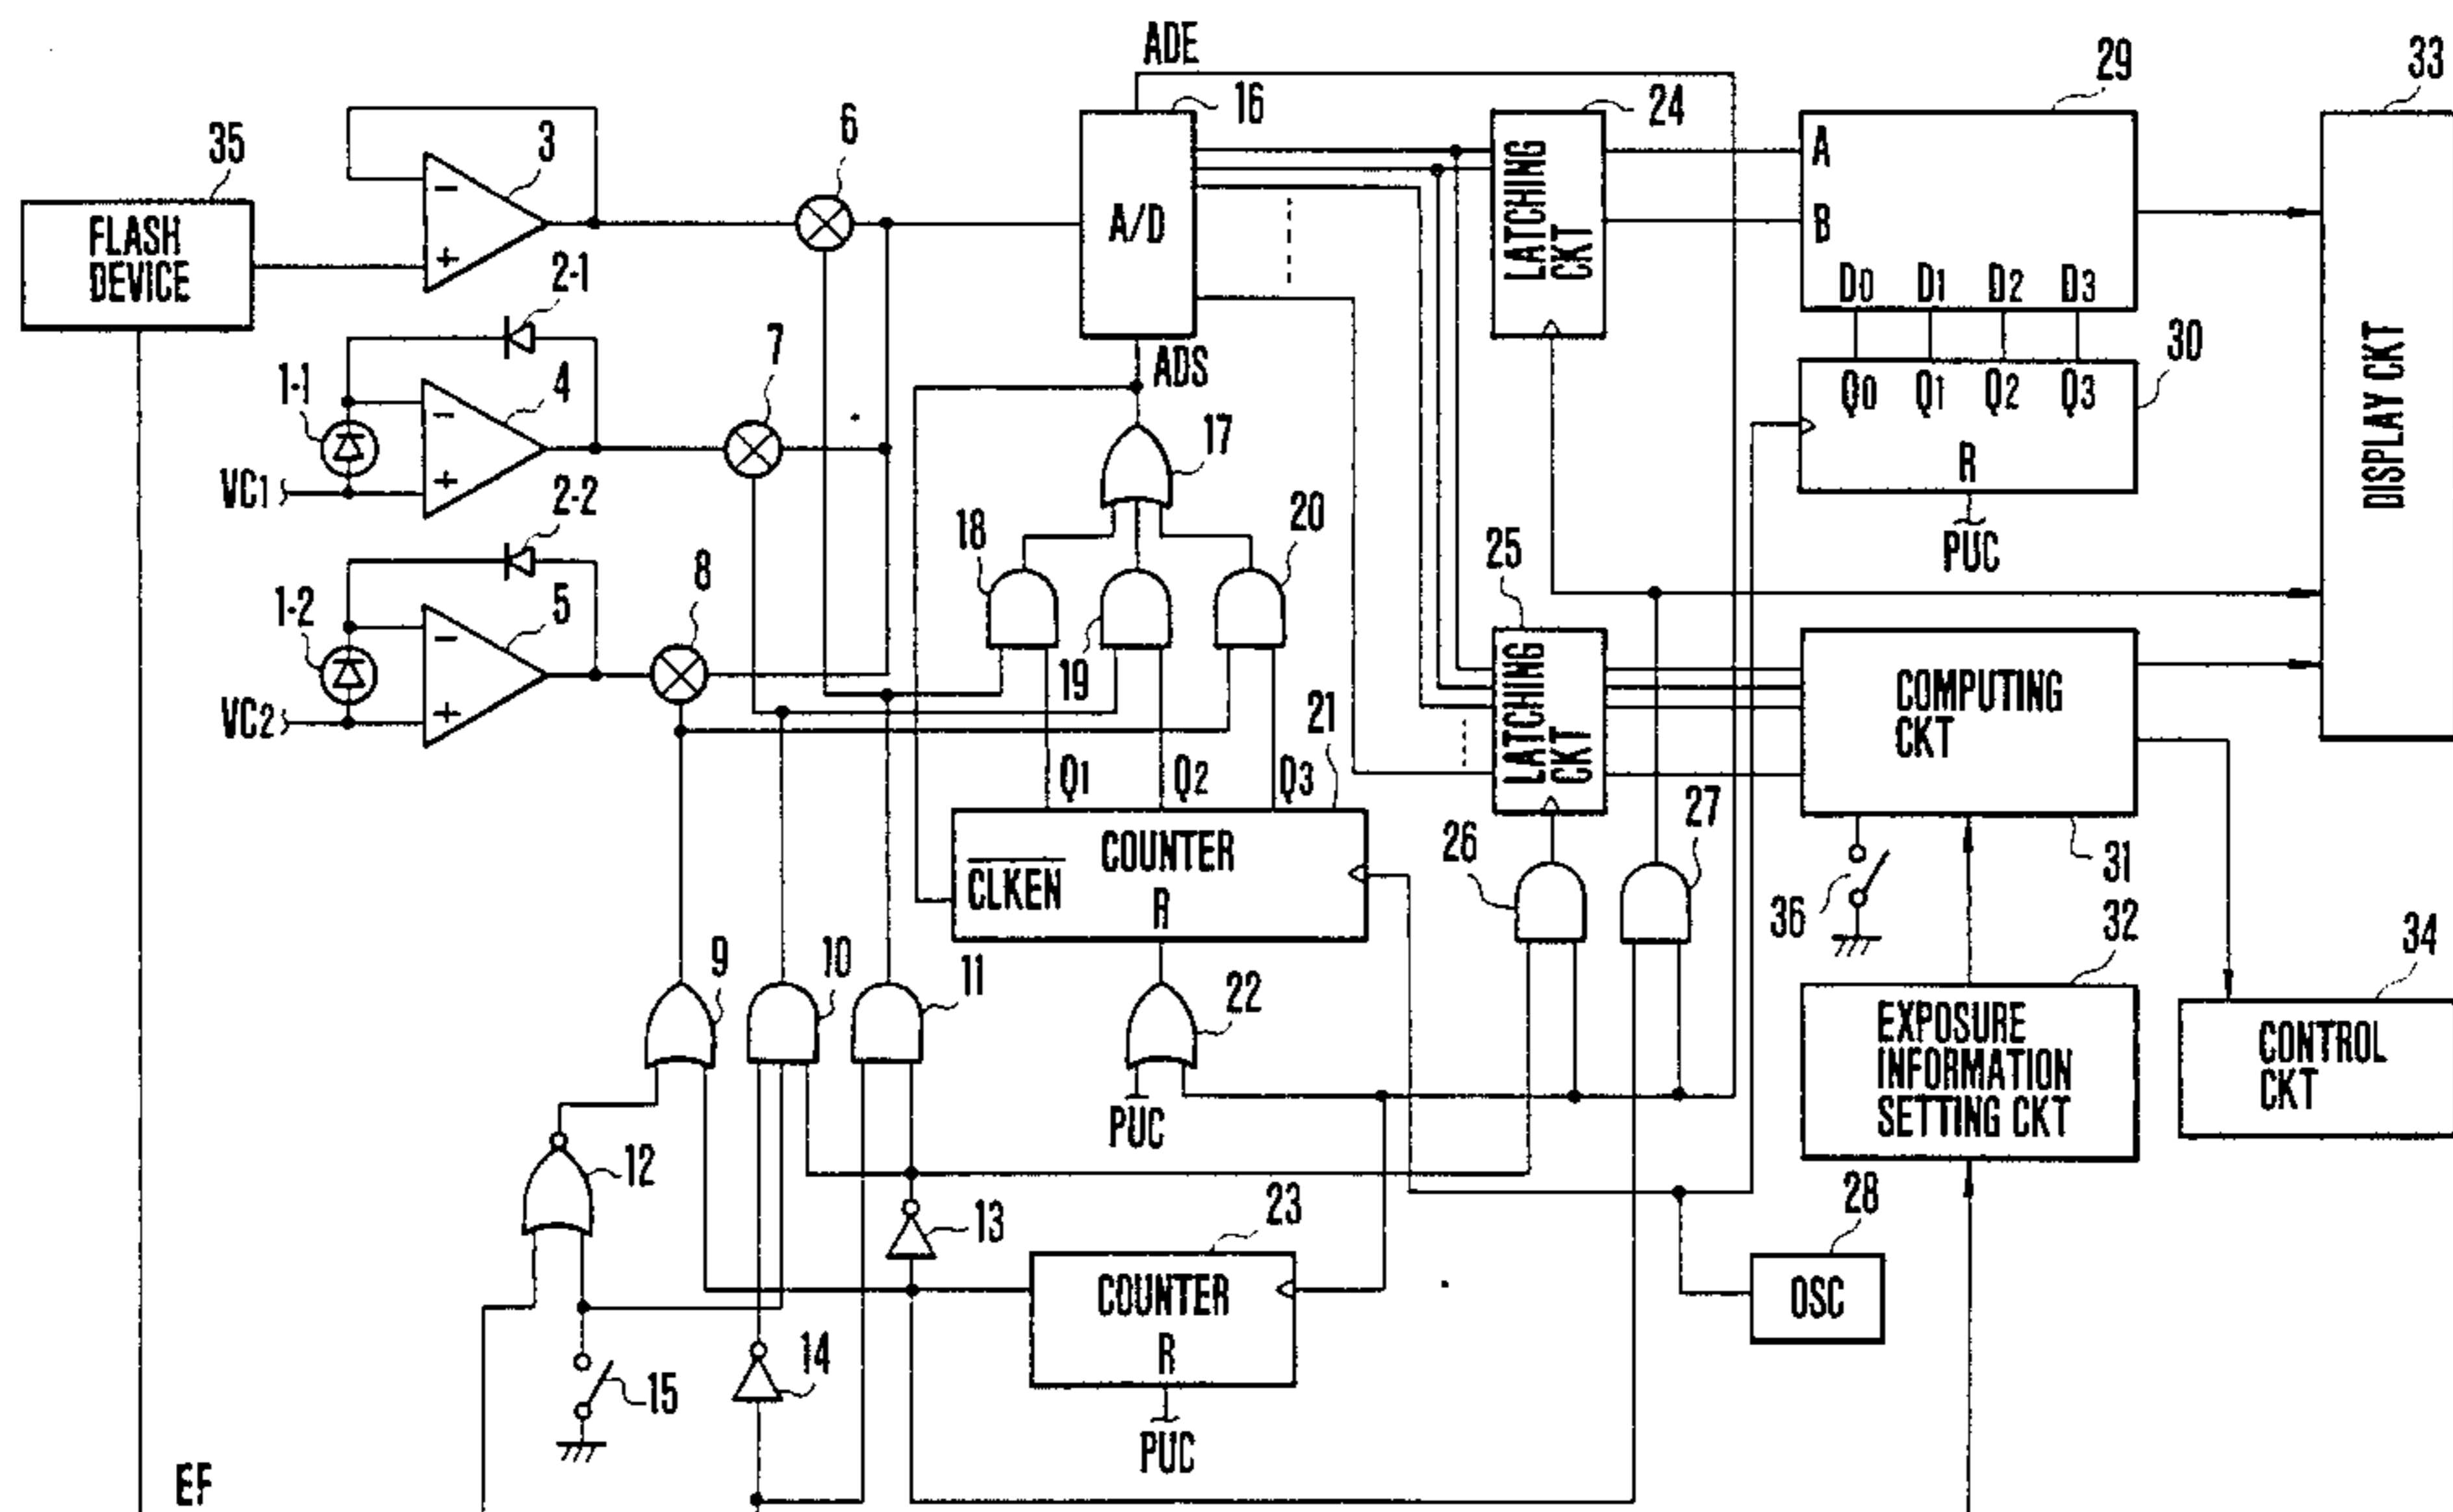 ADE
16
24
29
33
35
3
6
FLASH
DEVICE
−
+
2-1
A/D
LATCHING
CKT
A
B
D0 D1 D2 D3
DISPLAY CKT
7
ADS
30
1-1
4
−
+
VC1
17
Q0 Q1 Q2 Q3
R
PUC
2-2
18
19
20
25
1-2
5
8
−
+
VC2
21
LATCHING
CKT
COMPUTING
CKT
Q1 Q2 Q3
COUNTER
CLKEN
R
26
27
36
31
32
34
9
10
11
22
PUC
EXPOSURE
INFORMATION
SETTING CKT
CONTROL
CKT
12
13
23
28
COUNTER
R
OSC
14
15
PUC
EF